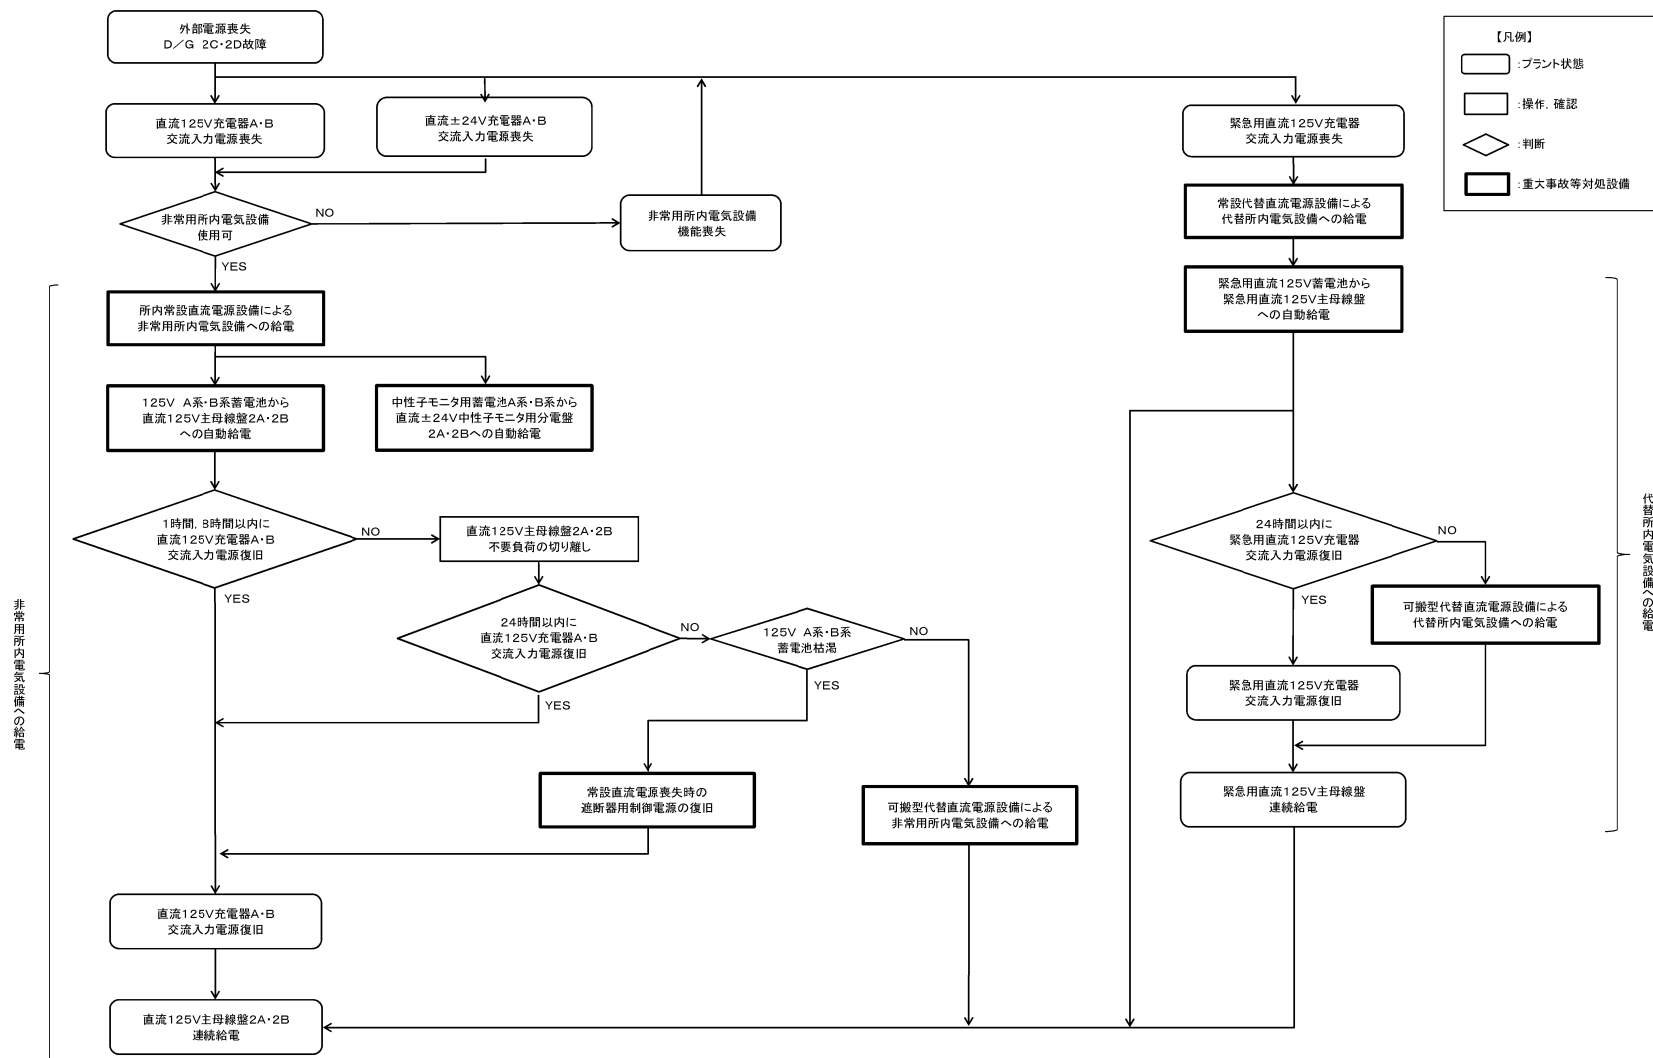 外部電源喪失
D/G 2C・2D故障
直流125V充電器A・B
交流入力電源喪失
直流±24V充電器A・B
交流入力電源喪失
緊急用直流125V充電器
交流入力電源喪失
【凡例】
:プラント状態
:操作,確認
:判断
:重大事故等対処設備
非常用所内電気設備
使用可
NO
YES
非常用所内電気設備
機能喪失
常設代替直流電源設備による
代替所内電気設備への給電
所内常設直流電源設備による
非常用所内電気設備への給電
緊急用直流125V蓄電池から
緊急用直流125V主母線盤
への自動給電
125V A系・B系蓄電池から
直流125V主母線盤2A・2B
への自動給電
中性子モニタ用蓄電池A系・B系から
直流±24V中性子モニタ用分電盤
2A・2Bへの自動給電
1時間,8時間以内に
直流125V充電器A・B
交流入力電源復旧
NO
YES
直流125V主母線盤2A・2B
不要負荷の切り離し
24時間以内に
直流125V充電器A・B
交流入力電源復旧
NO
YES
125V A系・B系
蓄電池枯渇
NO
YES
24時間以内に
緊急用直流125V充電器
交流入力電源復旧
NO
YES
可搬型代替直流電源設備による
代替所内電気設備への給電
緊急用直流125V充電器
交流入力電源復旧
常設直流電源喪失時の
遮断器用制御電源の復旧
可搬型代替直流電源設備による
非常用所内電気設備への給電
緊急用直流125V主母線盤
連続給電
直流125V充電器A・B
交流入力電源復旧
直流125V主母線盤2A・2B
連続給電
非常用所内電気設備への給電
代替所内電気設備への給電